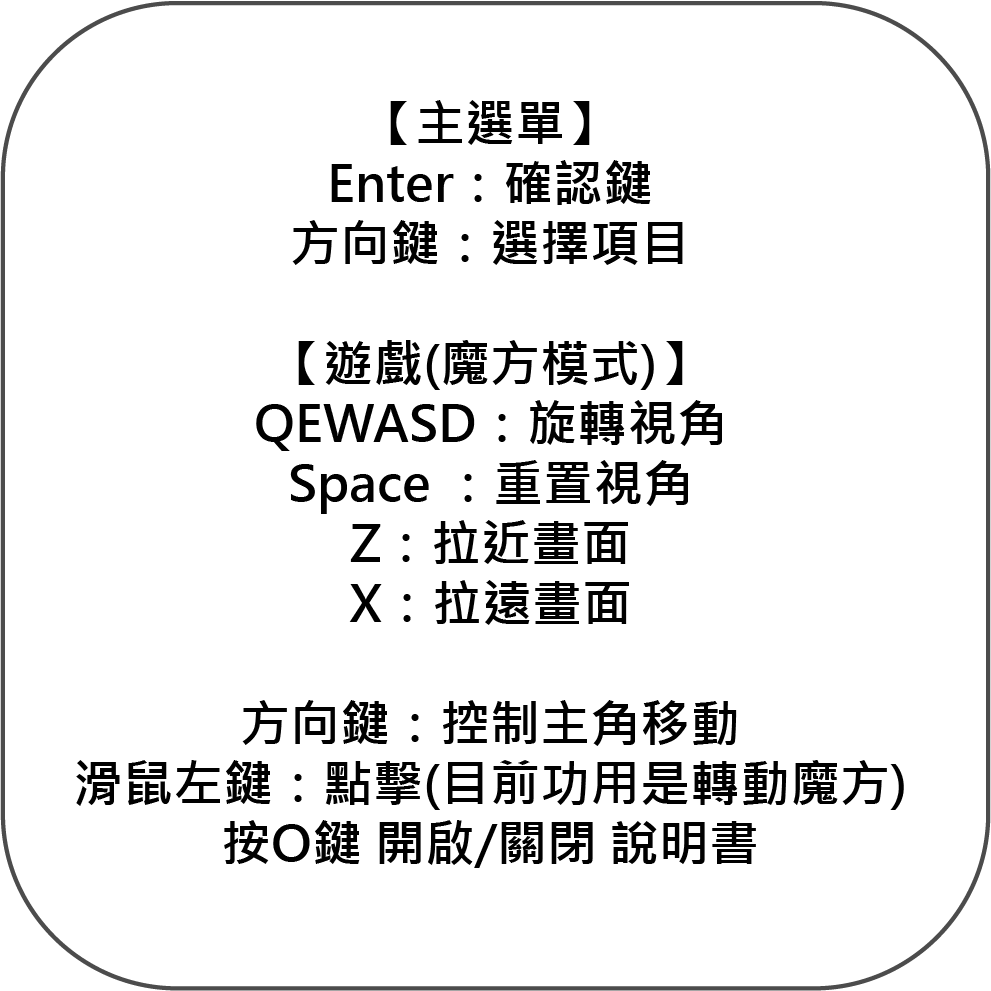 【主選單】
Enter：確認鍵
方向鍵：選擇項目
【遊戲(魔方模式)】
QEWASD：旋轉視角
Space ：重置視角
Z：拉近畫面
X：拉遠畫面
方向鍵：控制主角移動
滑鼠左鍵：點擊(目前功用是轉動魔方)
按O鍵 開啟/關閉 說明書